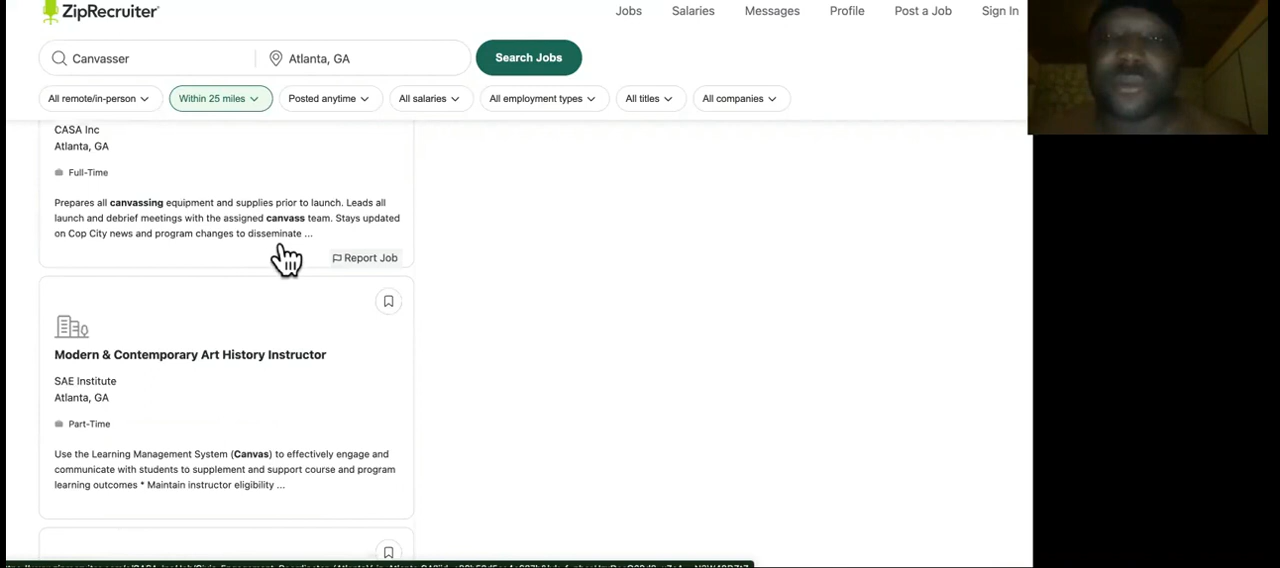 ZipRecruiter
Jobs Salaries Messages Profile Post a Job Sign In
Canvasser Atlanta, GA Search Jobs
All remote/in-person Within 25 miles Posted anytime All salaries All employment types All titles All companies
CASA Inc
Atlanta, GA
Full-Time
Prepares all canvassing equipment and supplies prior to launch. Leads all
launch and debrief meetings with the assigned canvass team. Stays updated
on Cop City news and program changes to disseminate ...
Report Job
Modern & Contemporary Art History Instructor
SAE Institute
Atlanta, GA
Part-Time
Use the Learning Management System (Canvas) to effectively engage and
communicate with students to supplement and support course and program
learning outcomes * Maintain instructor eligibility ...